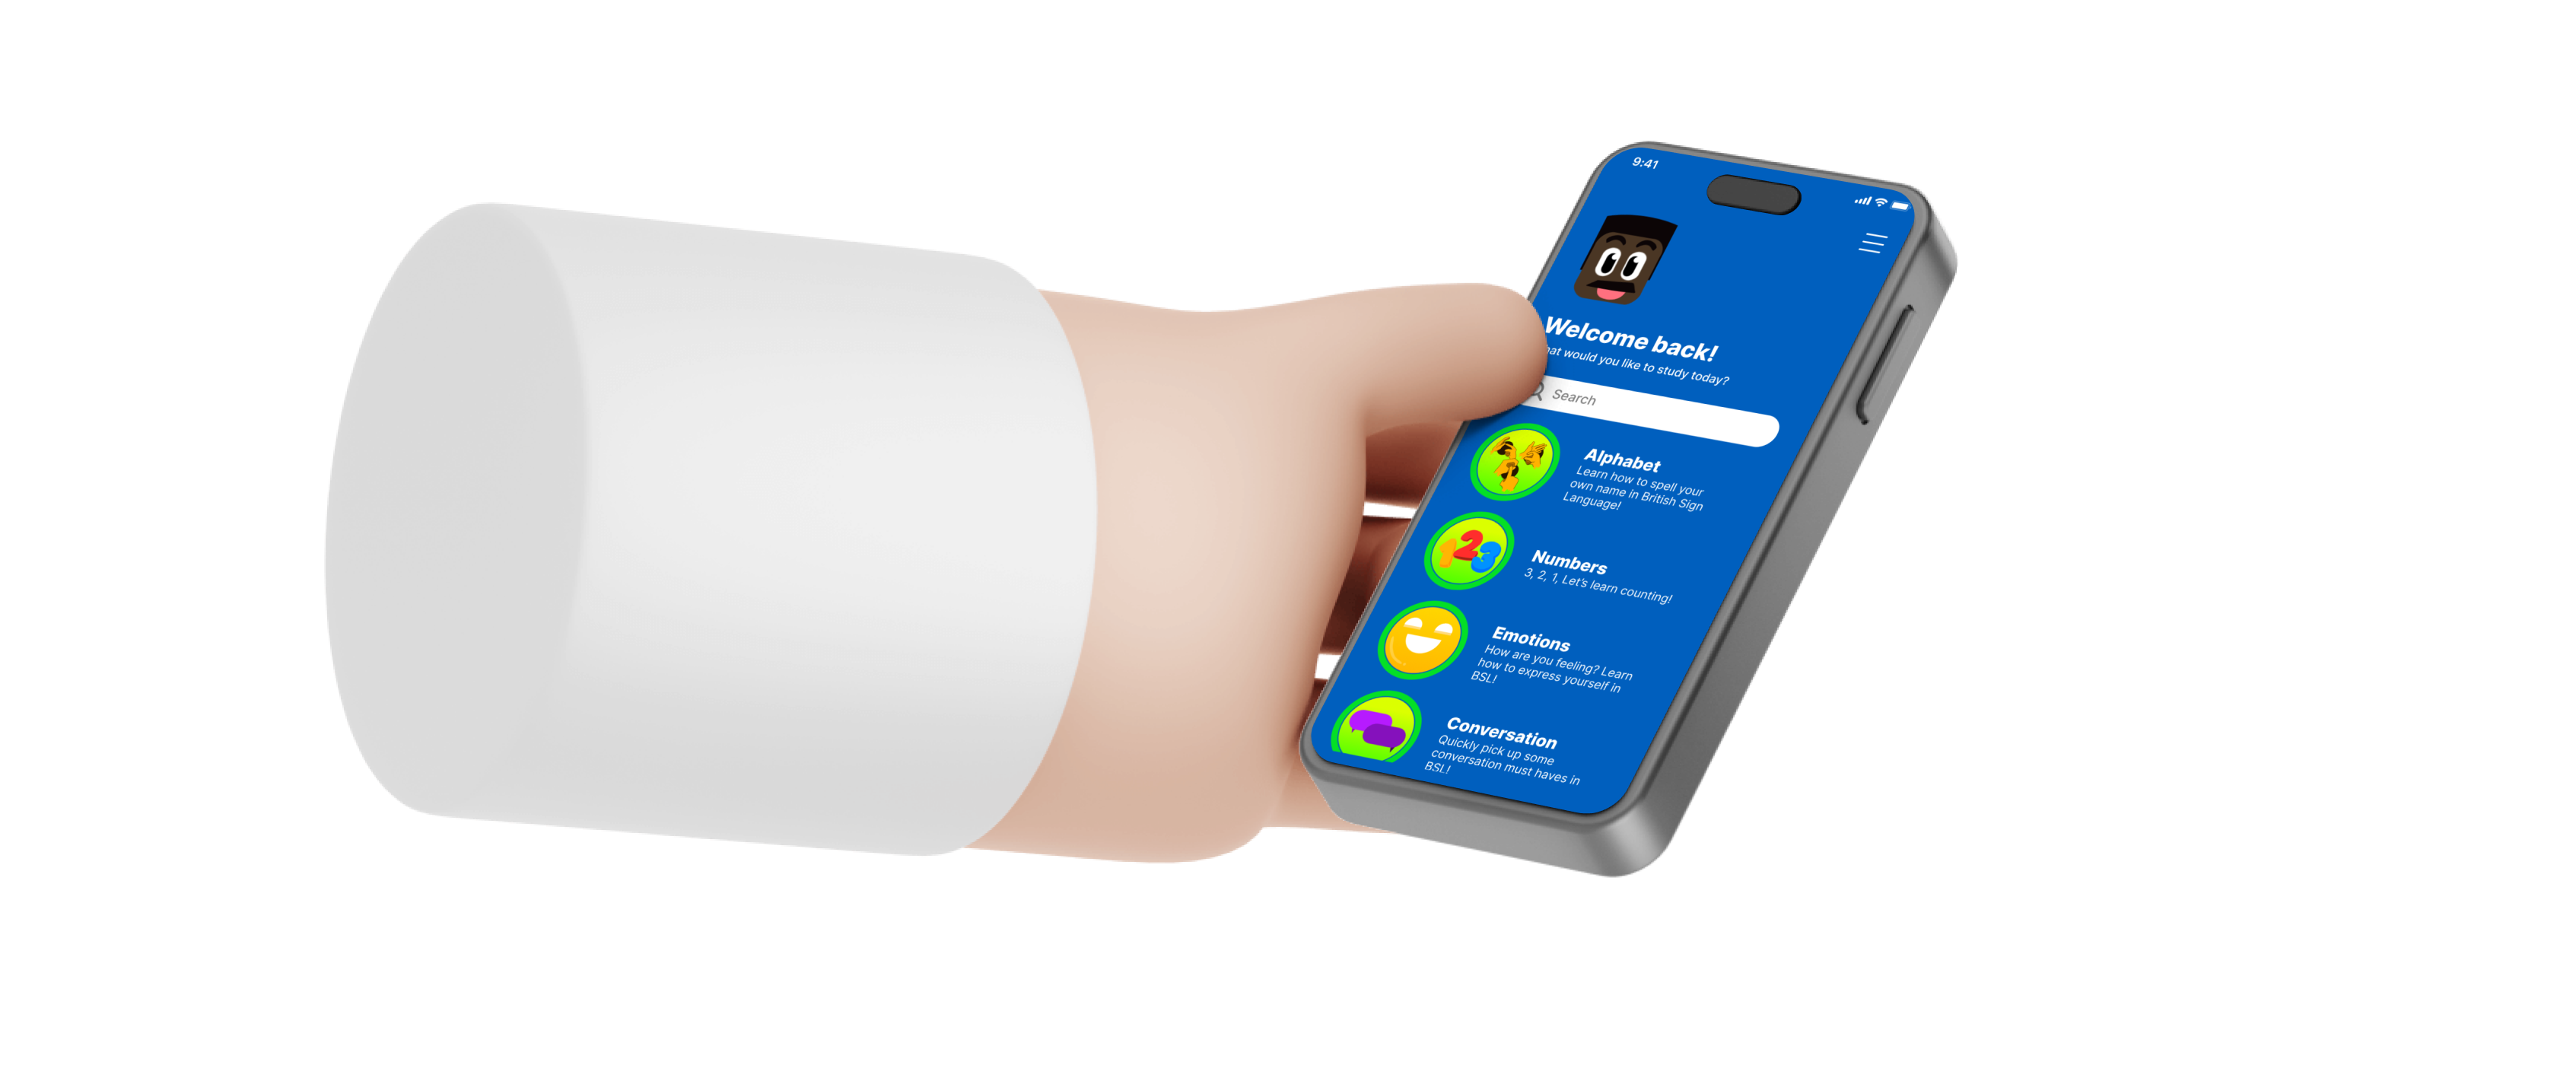 9:41
Welcome back!
would you like to study today?
Search
Alphabet
Learn how to spell your
own name in British Sign
Language!
123
Numbers
3, 2, 1, Let's learn counting!
Emotions
How are you feeling? Learn
how to express yourself in
BSL!
Conversation
Quickly pick up some
conversation must haves in
BSL!